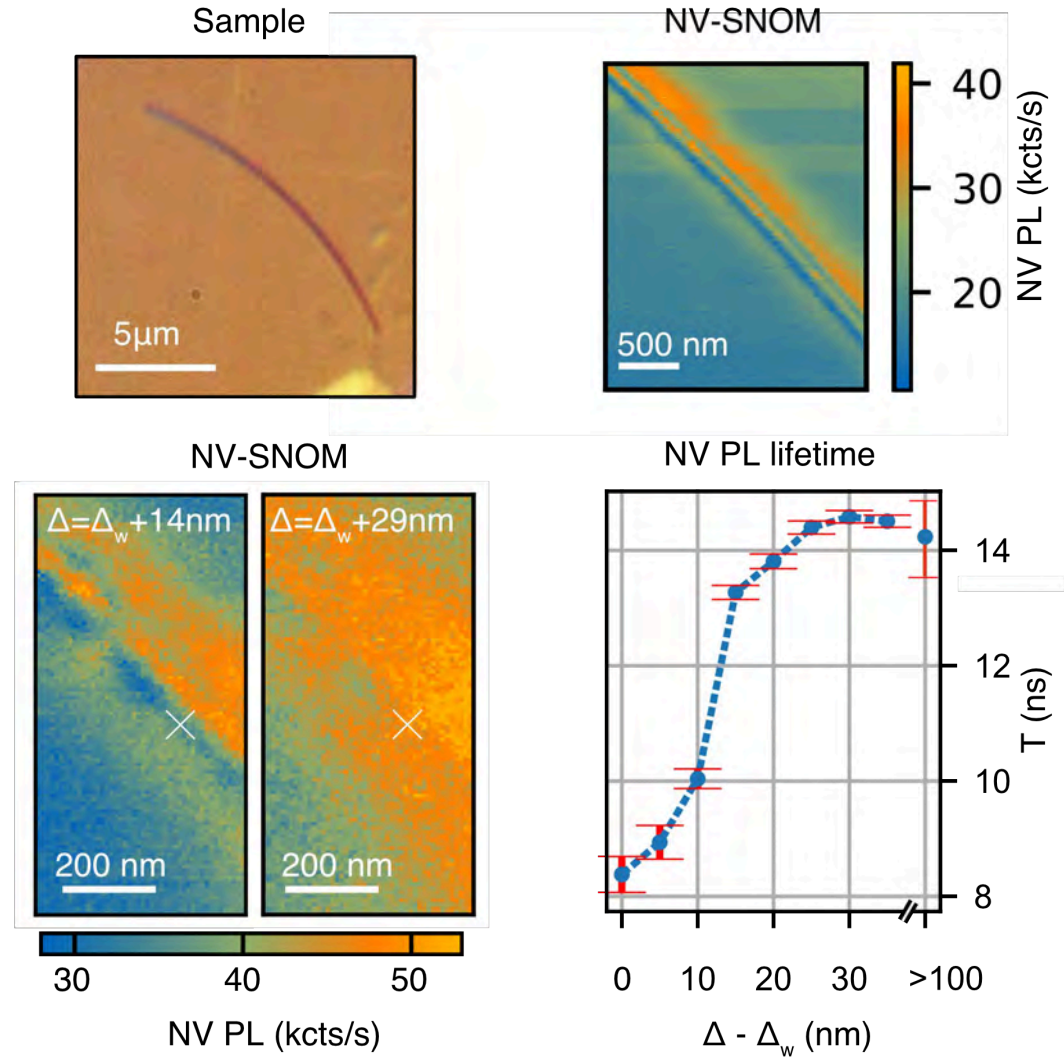 Sample
5μm
NV-SNOM
500 nm
40
30
20
NV PL (kcts/s)
NV-SNOM
Δ=Δw+14nm
200 nm
Δ=Δw+29nm
200 nm
30 40 50
NV PL (kcts/s)
NV PL lifetime
14
12
10
8
T (ns)
0 10 20 30 >100
Δ - Δw (nm)